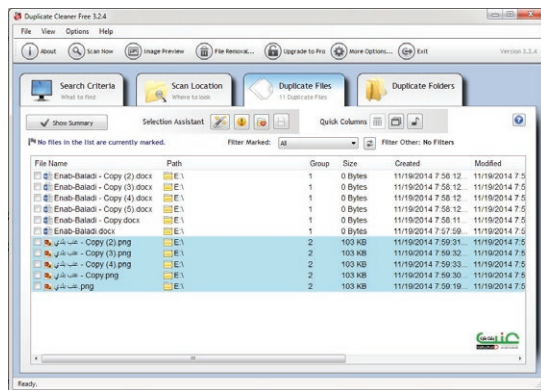 Duplicate Cleaner Free 3.2.4
File View Options Help
About Scan Now Image Preview File Removal... Upgrade to Pro More Options... Exit Version 3.2.4
Search Criteria Scan Location Duplicate Files Duplicate Folders
What to find Where to look 11 Duplicate Files
Show Summary Selection Assistant Quick Columns
No files in the list are currently marked. Filter Marked: All Filter Other: No Filters
File Name Path Group Size Created Modified
Enab-Baladi - Copy (2).docx E:\ 1 0 Bytes 11/19/2014 7:58:12... 11/19/2014 7:5
Enab-Baladi - Copy (3).docx E:\ 1 0 Bytes 11/19/2014 7:58:12... 11/19/2014 7:5
Enab-Baladi - Copy (4).docx E:\ 1 0 Bytes 11/19/2014 7:58:12... 11/19/2014 7:5
Enab-Baladi - Copy (5).docx E:\ 1 0 Bytes 11/19/2014 7:58:12... 11/19/2014 7:5
Enab-Baladi - Copy.docx E:\ 1 0 Bytes 11/19/2014 7:58:11... 11/19/2014 7:5
Enab-Baladi.docx E:\ 1 0 Bytes 11/19/2014 7:57:59... 11/19/2014 7:5
عنب بلدي - Copy (2).png E:\ 2 103 KB 11/19/2014 7:59:31... 11/19/2014 7:5
عنب بلدي - Copy (3).png E:\ 2 103 KB 11/19/2014 7:59:32... 11/19/2014 7:5
عنب بلدي - Copy (4).png E:\ 2 103 KB 11/19/2014 7:59:33... 11/19/2014 7:5
عنب بلدي - Copy.png E:\ 2 103 KB 11/19/2014 7:59:30... 11/19/2014 7:5
عنب بلدي.png E:\ 2 103 KB 11/19/2014 7:59:19... 11/19/2014 7:5
عنب بلدي
Ready.